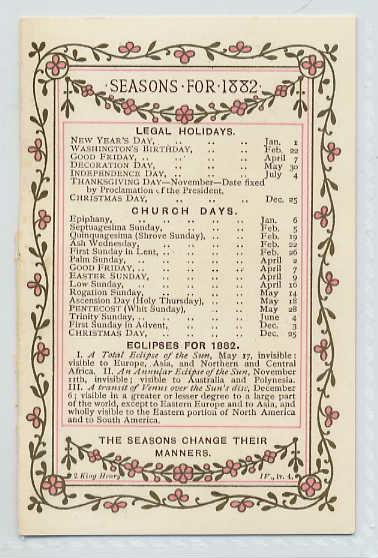 SEASONS · FOR · 1882 ·
LEGAL HOLIDAYS.
NEW YEAR'S DAY, .. .. .. Jan. 1
WASHINGTON'S BIRTHDAY, .. .. Feb. 22
GOOD FRIDAY, .. .. .. .. April 7
DECORATION DAY, .. .. .. May 30
INDEPENDENCE DAY, .. .. .. July 4
THANKSGIVING DAY—November—Date fixed
by Proclamation of the President.
CHRISTMAS DAY, .. .. .. Dec. 25
CHURCH DAYS.
Epiphany, .. .. .. .. Jan. 6
Septuagesima Sunday, .. .. Feb. 5
Quinquagesima (Shrove Sunday), .. .. Feb. 19
Ash Wednesday, .. .. .. Feb. 22
First Sunday in Lent, .. .. .. Feb. 26
Palm Sunday, .. .. .. April 2
GOOD FRIDAY, .. .. .. .. April 7
EASTER SUNDAY, .. .. .. April 9
Low Sunday, .. .. .. April 16
Rogation Sunday, .. .. .. May 14
Ascension Day (Holy Thursday), .. .. May 18
PENTECOST (Whit Sunday), .. .. May 28
Trinity Sunday, .. .. .. .. June 4
First Sunday in Advent, .. .. Dec. 3
CHRISTMAS DAY, .. .. .. Dec. 25
ECLIPSES FOR 1882.
I. A Total Eclipse of the Sun, May 17, invisible:
visible to Europe, Asia, and Northern and Central
Africa. II. An Annular Eclipse of the Sun, November
11th, invisible; visible to Australia and Polynesia.
III. A transit of Venus over the Sun's disc, December
6; visible in a greater or lesser degree to a large part
of the world, except to Eastern Europe and to Asia, and
wholly visible to the Eastern portion of North America
and to South America.
THE SEASONS CHANGE THEIR
MANNERS.
2 King Henry IV., iv. 4.